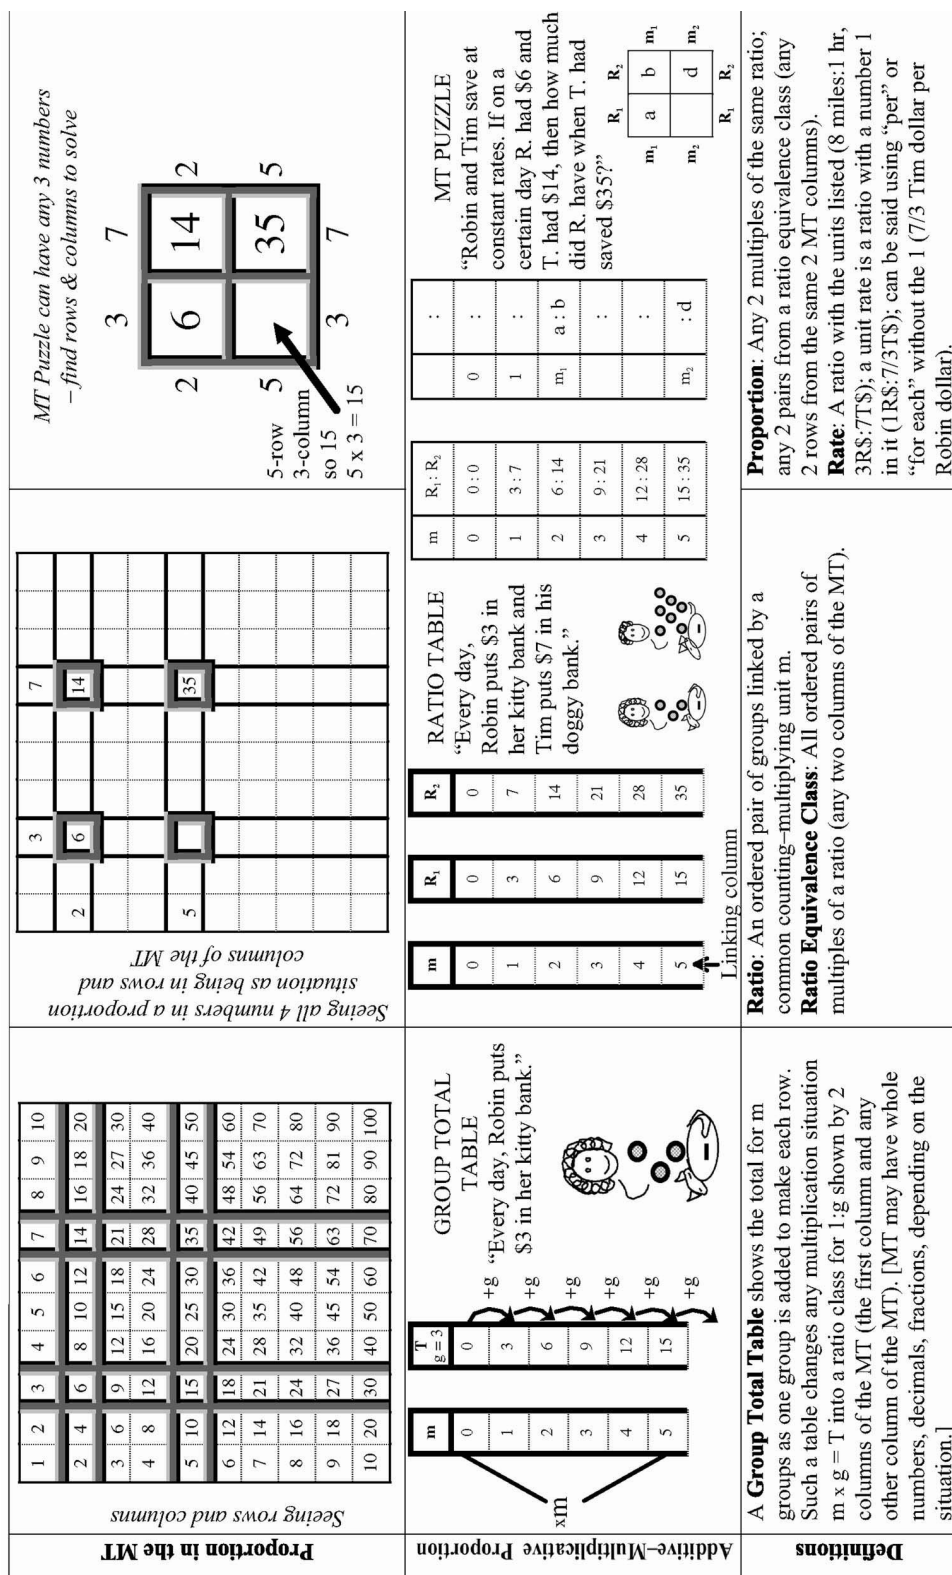 Proportion in the MT
Seeing rows and columns
1 2 3 4 5 6 7 8 9 10
2 4 6 8 10 12 14 16 18 20
3 6 9 12 15 18 21 24 27 30
4 8 12 16 20 24 28 32 36 40
5 10 15 20 25 30 35 40 45 50
6 12 18 24 30 36 42 48 54 60
7 14 21 28 35 42 49 56 63 70
8 16 24 32 40 48 56 64 72 80
9 18 27 36 45 54 63 72 81 90
10 20 30 40 50 60 70 80 90 100
Seeing all 4 numbers in a proportion
situation as being in rows and
columns of the MT
3 7
2 6 14
5 35
MT Puzzle can have any 3 numbers
– find rows & columns to solve
3 7
2 6 14 2
5 35 5
3 7
5-row
3-column
so 15
5 x 3 = 15
Additive–Multiplicative Proportion
xm
m
0
1
2
3
4
5
T
g = 3
0
3
6
9
12
15
+g
+g
+g
+g
+g
+g
GROUP TOTAL
TABLE
“Every day, Robin puts
$3 in her kitty bank.”
m R₁ R₂
0 0 0
1 3 7
2 6 14
3 9 21
4 12 28
5 15 35
Linking column
RATIO TABLE
“Every day,
Robin puts $3 in
her kitty bank and
Tim puts $7 in his
doggy bank.”
m R₁ : R₂
0 0 : 0
1 3 : 7
2 6 : 14
3 9 : 21
4 12 : 28
5 15 : 35
:
0 :
1 :
m₁ a : b
:
:
m₂ : d
MT PUZZLE
“Robin and Tim save at
constant rates. If on a
certain day R. had $6 and
T. had $14, then how much
did R. have when T. had
saved $35?”
R₁ R₂
m₁ a b m₁
m₂ d m₂
R₁ R₂
Definitions
A Group Total Table shows the total for m
groups as one group is added to make each row.
Such a table changes any multiplication situation
m x g = T into a ratio class for 1:g shown by 2
columns of the MT (the first column and any
other column of the MT). [MT may have whole
numbers, decimals, fractions, depending on the
situation.]
Ratio: An ordered pair of groups linked by a
common counting–multiplying unit m.
Ratio Equivalence Class: All ordered pairs of
multiples of a ratio (any two columns of the MT).
Proportion: Any 2 multiples of the same ratio;
any 2 pairs from a ratio equivalence class (any
2 rows from the same 2 MT columns).
Rate: A ratio with the units listed (8 miles:1 hr,
3R$:7T$); a unit rate is a ratio with a number 1
in it (1R$:7/3T$); can be said using “per” or
“for each” without the 1 (7/3 Tim dollar per
Robin dollar).